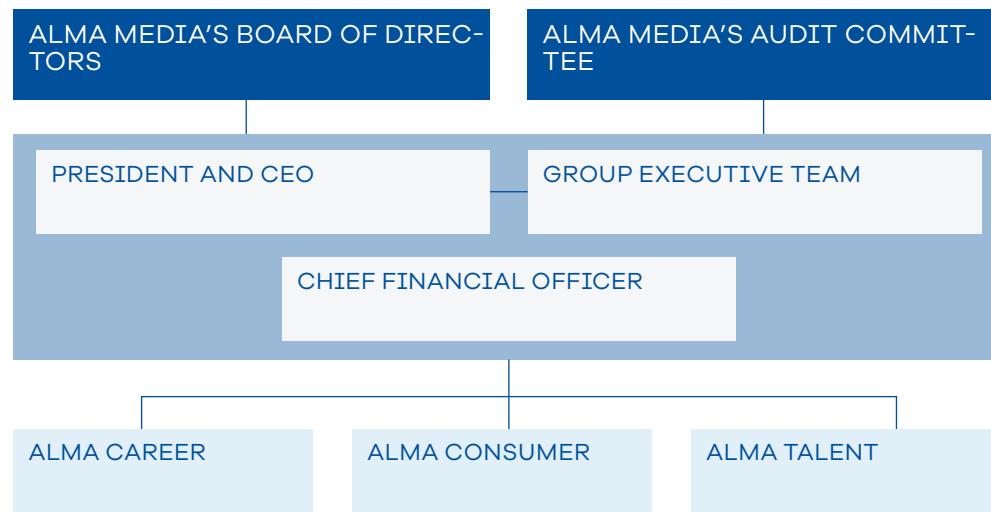 ALMA MEDIA'S BOARD OF DIREC-
TORS
ALMA MEDIA'S AUDIT COMMIT-
TEE
PRESIDENT AND CEO
GROUP EXECUTIVE TEAM
CHIEF FINANCIAL OFFICER
ALMA CAREER
ALMA CONSUMER
ALMA TALENT